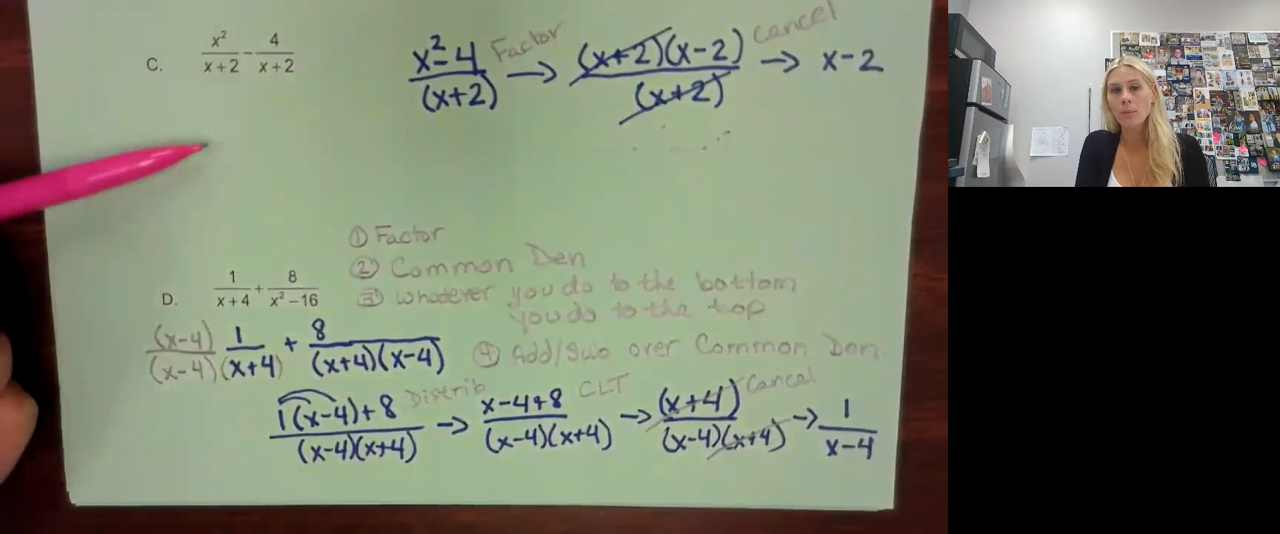 C. x²/x+2 − 4/x+2
x²−4/(x+2) Factor → (x+2)(x−2)/(x+2) Cancel → x−2
① Factor
② Common Den
③ Whatever you do to the bottom
you do to the top
④ Add/Sub over Common Den.
D. 1/x+4 + 8/x²−16
(x−4)/(x−4) 1/(x+4) + 8/(x+4)(x−4)
1(x−4)+8/(x−4)(x+4) Distrib → x−4+8/(x−4)(x+4) CLT → (x+4)/(x−4)(x+4) Cancel → 1/x−4